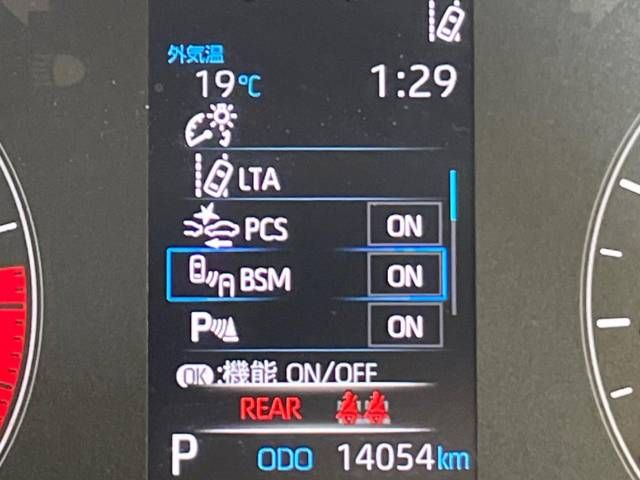 外気温
19℃ 1:29
LTA
PCS ON
BSM ON
P ON
OK:機能 ON/OFF
REAR
P ODO 14054km